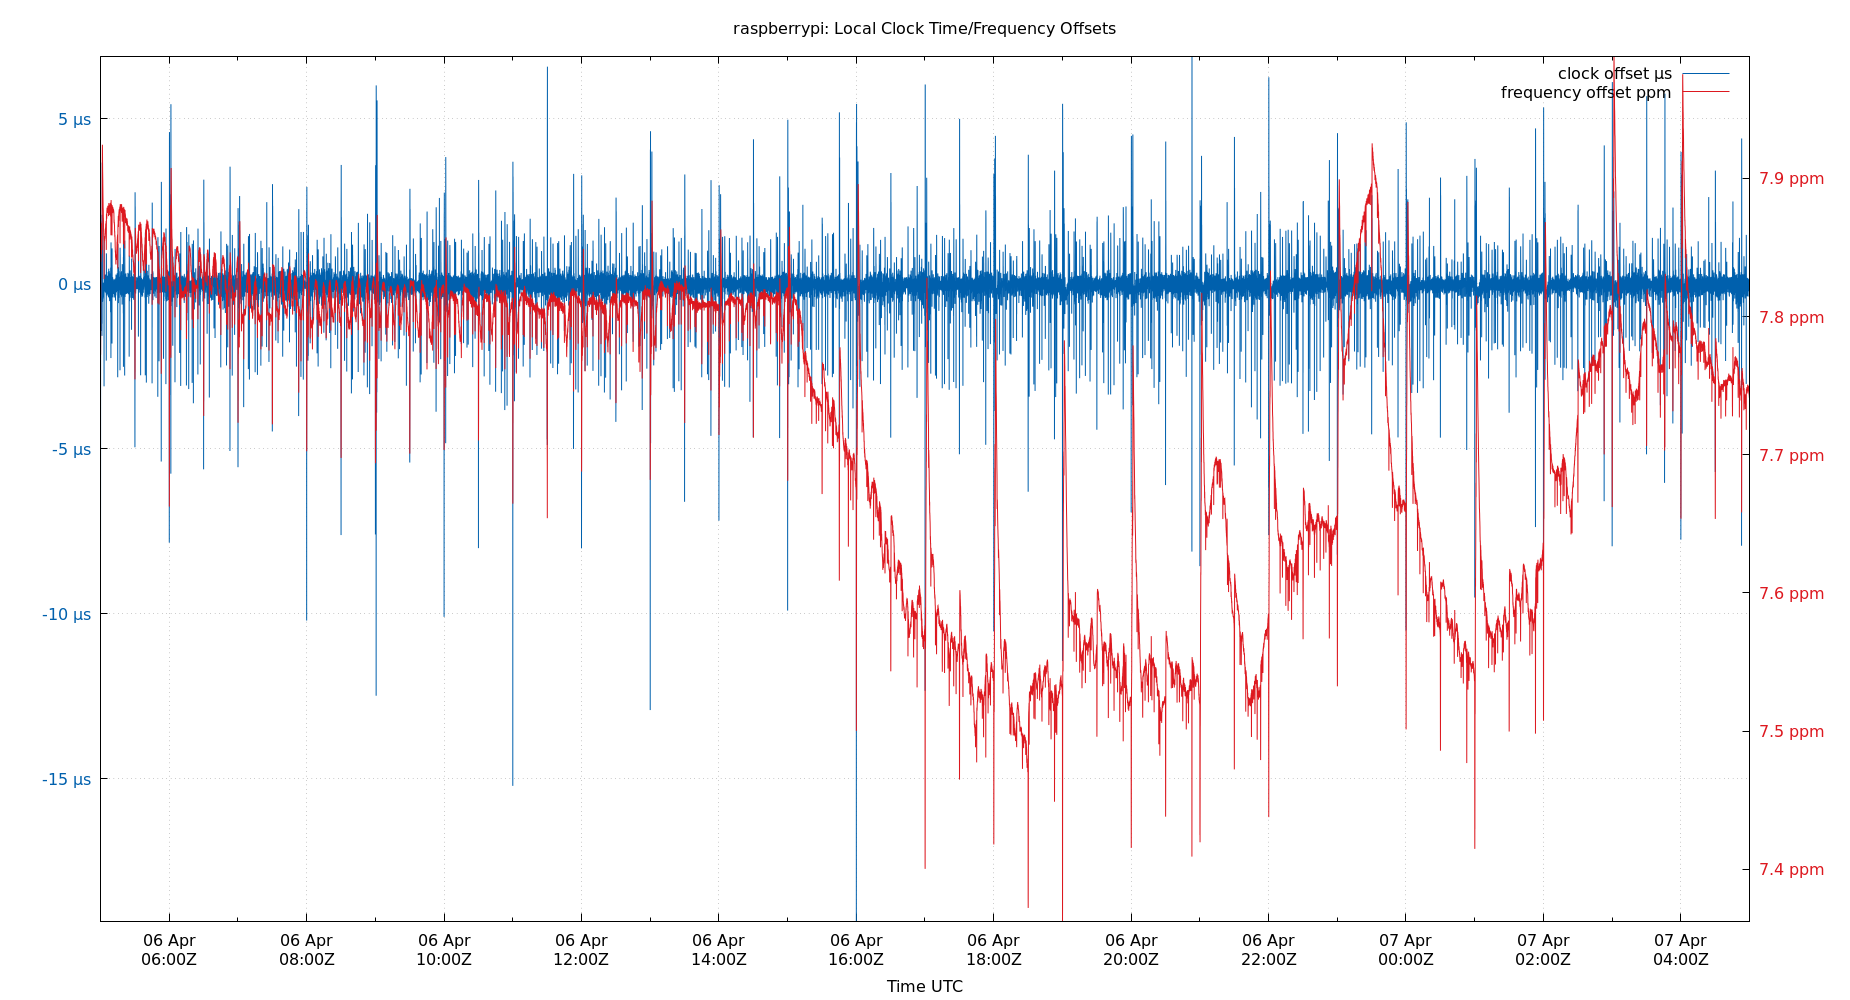 raspberrypi: Local Clock Time/Frequency Offsets
clock offset µs
frequency offset ppm
5 µs
0 µs
-5 µs
-10 µs
-15 µs
7.9 ppm
7.8 ppm
7.7 ppm
7.6 ppm
7.5 ppm
7.4 ppm
06 Apr
06:00Z
06 Apr
08:00Z
06 Apr
10:00Z
06 Apr
12:00Z
06 Apr
14:00Z
06 Apr
16:00Z
06 Apr
18:00Z
06 Apr
20:00Z
06 Apr
22:00Z
07 Apr
00:00Z
07 Apr
02:00Z
07 Apr
04:00Z
Time UTC